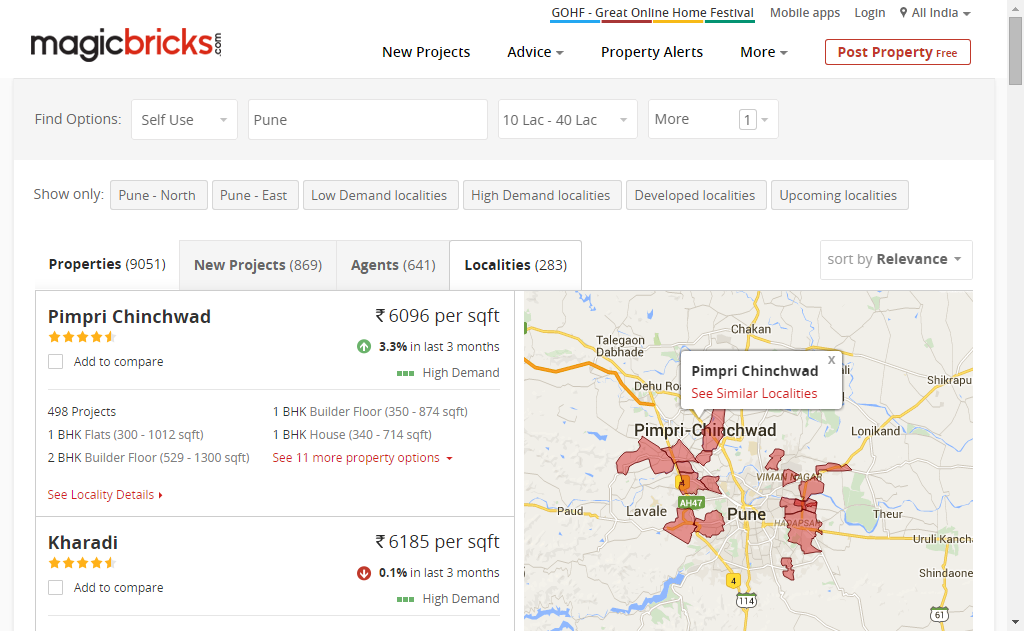 GOHF - Great Online Home Festival Mobile apps Login All India
magicbricks.com
New Projects Advice Property Alerts More Post Property Free
Find Options: Self Use Pune 10 Lac - 40 Lac More 1
Show only: Pune - North Pune - East Low Demand localities High Demand localities Developed localities Upcoming localities
Properties (9051) New Projects (869) Agents (641) Localities (283) sort by Relevance
Pimpri Chinchwad ₹ 6096 per sqft
3.3% in last 3 months
Add to compare
High Demand
498 Projects 1 BHK Builder Floor (350 - 874 sqft)
1 BHK Flats (300 - 1012 sqft) 1 BHK House (340 - 714 sqft)
2 BHK Builder Floor (529 - 1300 sqft) See 11 more property options
See Locality Details
Kharadi ₹ 6185 per sqft
0.1% in last 3 months
Add to compare
High Demand
Chakan
Talegaon
Dabhade
Pimpri Chinchwad x
See Similar Localities
Dehu Ro
ali
Shikrapu
Pimpri-Chinchwad
Lonikand
VIMAN NAGAR
4
AH47
Paud
Lavale
Pune
HADAPSAR
Theur
Uruli Kancha
Shindaone
4
114
61